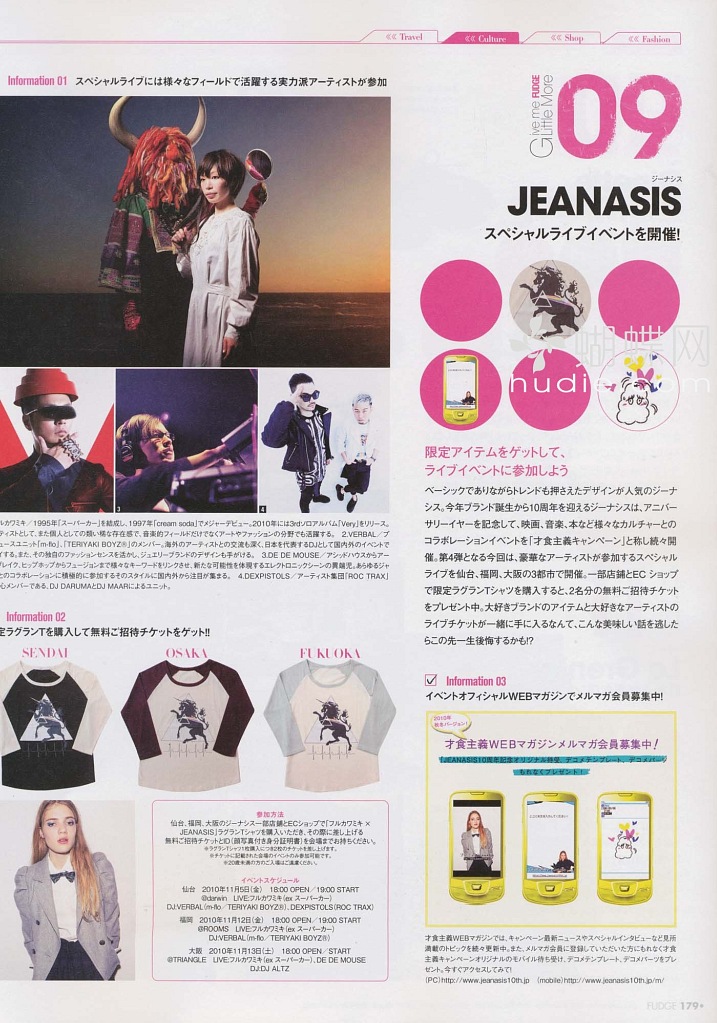 <<< Travel
<<< Culture
<<< Shop
<<< Fashion
Information 01 スペシャルライブには様々なフィールドで活躍する実力派アーティストが参加
Give me FUDGE
Little More
09
ジーナシス
JEANASIS
スペシャルライブイベントを開催!
蝴蝶网
hudie.com
限定アイテムをゲットして、
ライブイベントに参加しよう
ベーシックでありながらトレンドも押さえたデザインが人気のジーナ
シス。今年ブランド誕生から10周年を迎えるジーナシスは、アニバー
サリーイヤーを記念して、映画、音楽、本など様々なカルチャーとの
コラボレーションイベントを「才食主義キャンペーン」と称し続々開
催。第4弾となる今回は、豪華なアーティストが参加するスペシャル
ライブを仙台、福岡、大阪の3都市で開催。一部店舗とEC ショップ
で限定ラグランTシャツを購入すると、2名分の無料ご招待チケット
をプレゼント中。大好きブランドのアイテムと大好きなアーティストの
ライブチケットが一緒に手に入るなんて、こんな美味しい話を逃した
らこの先一生後悔するかも!?
3
4
ルカワミキ/1995年「スーパーカー」を結成し、1997年「cream soda」でメジャーデビュー。2010年には3rdソロアルバム「Very」をリリース。
ティストとして、また個人としての類い稀な存在感で、音楽的フィールドだけでなくアートやファッションの分野でも活躍する。 2.VERBAL/プ
ュースユニット「m-flo」、「TERIYAKI BOYZ®」のメンバー。海外のアーティストとの交流も深く、日本を代表するDJとして国内外のイベントで
イする。また、その独自のファッションセンスを活かし、ジュエリーブランドのデザインも手がける。 3.DE DE MOUSE/アシッドハウスからアー
ブレイク、ヒップホップからフュージョンまで様々なキーワードをリンクさせ、新たな可能性を体現するエレクトロニックシーンの異端児。あらゆるジャ
とのコラボレーションに積極的に参加するそのスタイルに国内外から注目が集まる。 4.DEXPISTOLS/アーティスト集団「ROC TRAX」
心メンバーである、DJ DARUMAとDJ MAARによるユニット。
Information 02
定ラグランTを購入して無料ご招待チケットをゲット!!
SENDAI
OSAKA
FUKUOKA
参加方法
仙台、福岡、大阪のジーナシス一部店舗とECショップで「フルカワミキ ×
JEANASIS」ラグランTシャツを購入いただき、その際に差し上げる
無料ご招待チケットとID(顔写真付き身分証明書)を会場までお持ちください。
※ラグランTシャツ1枚購入につき2枚のチケットを差し上げます。
※チケットに記載された会場のイベントのみ参加可能です。
※20歳未満の方のご入場はご遠慮ください。
イベントスケジュール
仙台 2010年11月5日(金) 18:00 OPEN/19:00 START
@darwin LIVE:フルカワミキ(ex スーパーカー)
DJ:VERBAL(m-flo/TERIYAKI BOYZ®)、DEXPISTOLS(ROC TRAX)
福岡 2010年11月12日(金) 18:00 OPEN/19:00 START
@ROOMS LIVE:フルカワミキ(ex スーパーカー)
DJ:VERBAL(m-flo/TERIYAKI BOYZ®)
大阪 2010年11月13日(土) 18:00 OPEN/START
@TRIANGLE LIVE:フルカワミキ(ex スーパーカー)、DE DE MOUSE
DJ:DJ ALTZ
Information 03
イベントオフィシャルWEBマガジンでメルマガ会員募集中!
2010年
秋冬バージョン!
才食主義WEBマガジンメルマガ会員募集中!
「JEANASIS10周年記念オリジナル待受、デコメテンプレート、デコメパーツ」
もれなくプレゼント!
才食主義WEBマガジンでは、キャンペーン最新ニュースやスペシャルインタビューなど見所
満載のトピックを続々更新中。また、メルマガ会員に登録していただいた方にもれなく才食
主義キャンペーンオリジナルのモバイル待ち受け、デコメテンプレート、デコメパーツをプレ
ゼント。今すぐアクセスしてみて!
(PC)http://www.jeanasis10th.jp (mobile)http://www.jeanasis10th.jp/m/
FUDGE 179